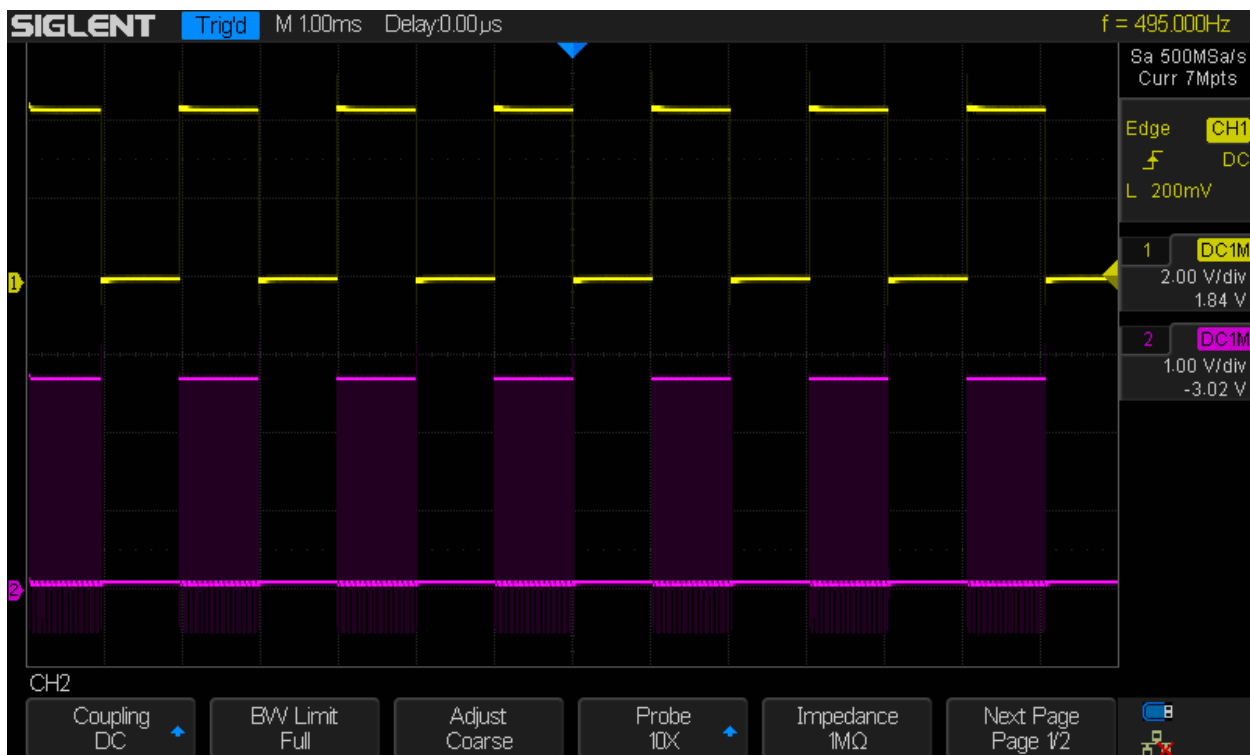 SIGLENT Trig'd M 1.00ms Delay:0.00µs f = 495.000Hz
Sa 500MSa/s
Curr 7Mpts
Edge CH1
DC
L 200mV
1 DC1M
2.00 V/div
1.84 V
2 DC1M
1.00 V/div
-3.02 V
1
2
CH2
Coupling
DC
BW Limit
Full
Adjust
Coarse
Probe
10X
Impedance
1MΩ
Next Page
Page 1/2